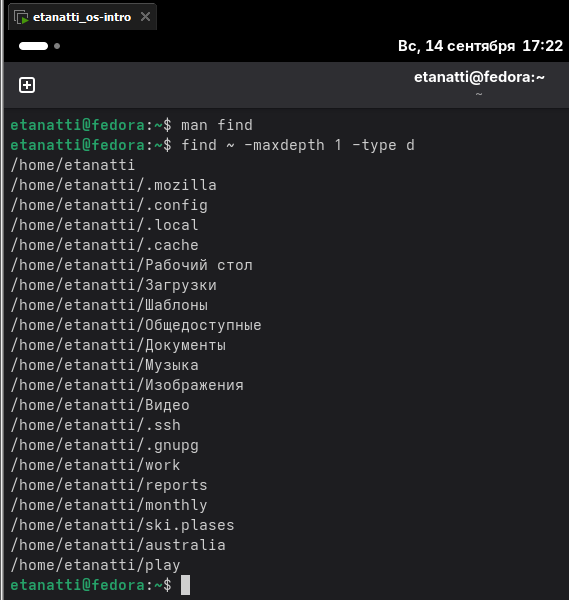 etanatti_os-intro
Вс, 14 сентября 17:22
etanatti@fedora:~
~
etanatti@fedora:~$ man find
etanatti@fedora:~$ find ~ -maxdepth 1 -type d
/home/etanatti
/home/etanatti/.mozilla
/home/etanatti/.config
/home/etanatti/.local
/home/etanatti/.cache
/home/etanatti/Рабочий стол
/home/etanatti/Загрузки
/home/etanatti/Шаблоны
/home/etanatti/Общедоступные
/home/etanatti/Документы
/home/etanatti/Музыка
/home/etanatti/Изображения
/home/etanatti/Видео
/home/etanatti/.ssh
/home/etanatti/.gnupg
/home/etanatti/work
/home/etanatti/reports
/home/etanatti/monthly
/home/etanatti/ski.plases
/home/etanatti/australia
/home/etanatti/play
etanatti@fedora:~$